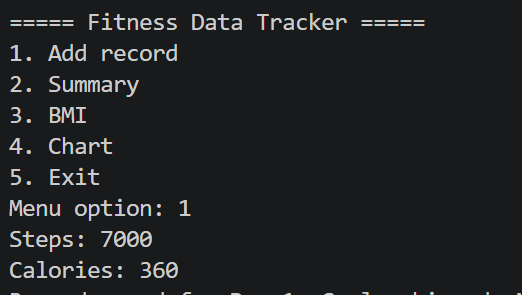 ===== Fitness Data Tracker =====
1. Add record
2. Summary
3. BMI
4. Chart
5. Exit
Menu option: 1
Steps: 7000
Calories: 360